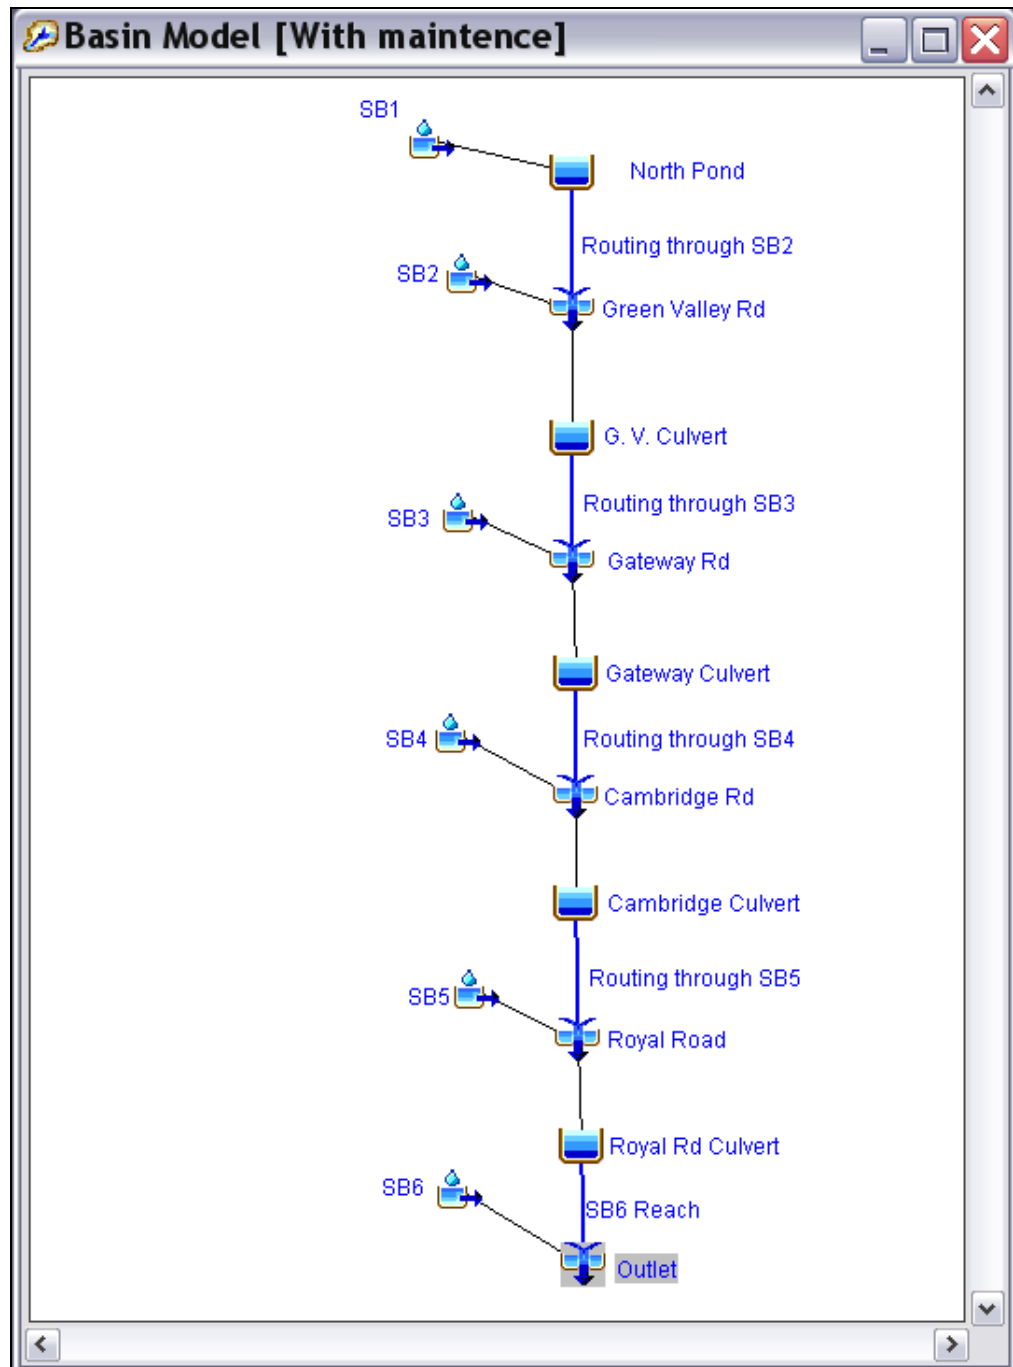 Basin Model [With maintence]
SB1
North Pond
Routing through SB2
SB2
Green Valley Rd
G. V. Culvert
Routing through SB3
SB3
Gateway Rd
Gateway Culvert
SB4
Routing through SB4
Cambridge Rd
Cambridge Culvert
Routing through SB5
SB5
Royal Road
Royal Rd Culvert
SB6
SB6 Reach
Outlet